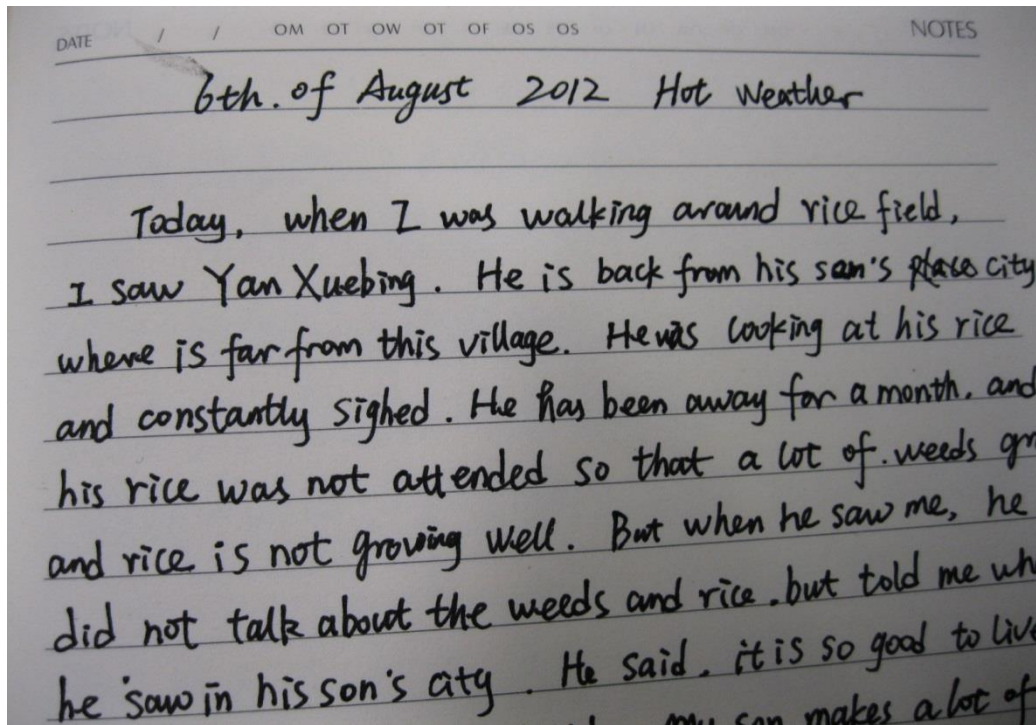 DATE / / OM OT OW OT OF OS OS NOTES
6th. of August 2012 Hot Weather
Today, when I was walking around rice field,
I saw Yan Xuebing. He is back from his son's city
where is far from this village. He was looking at his rice
and constantly sighed. He has been away for a month. and
his rice was not attended so that a lot of. weeds
and rice is not growing well. But when he saw me, he
did not talk about the weeds and rice. but told me
he saw in his son's city. He said. it is so good to
my son makes a lot of